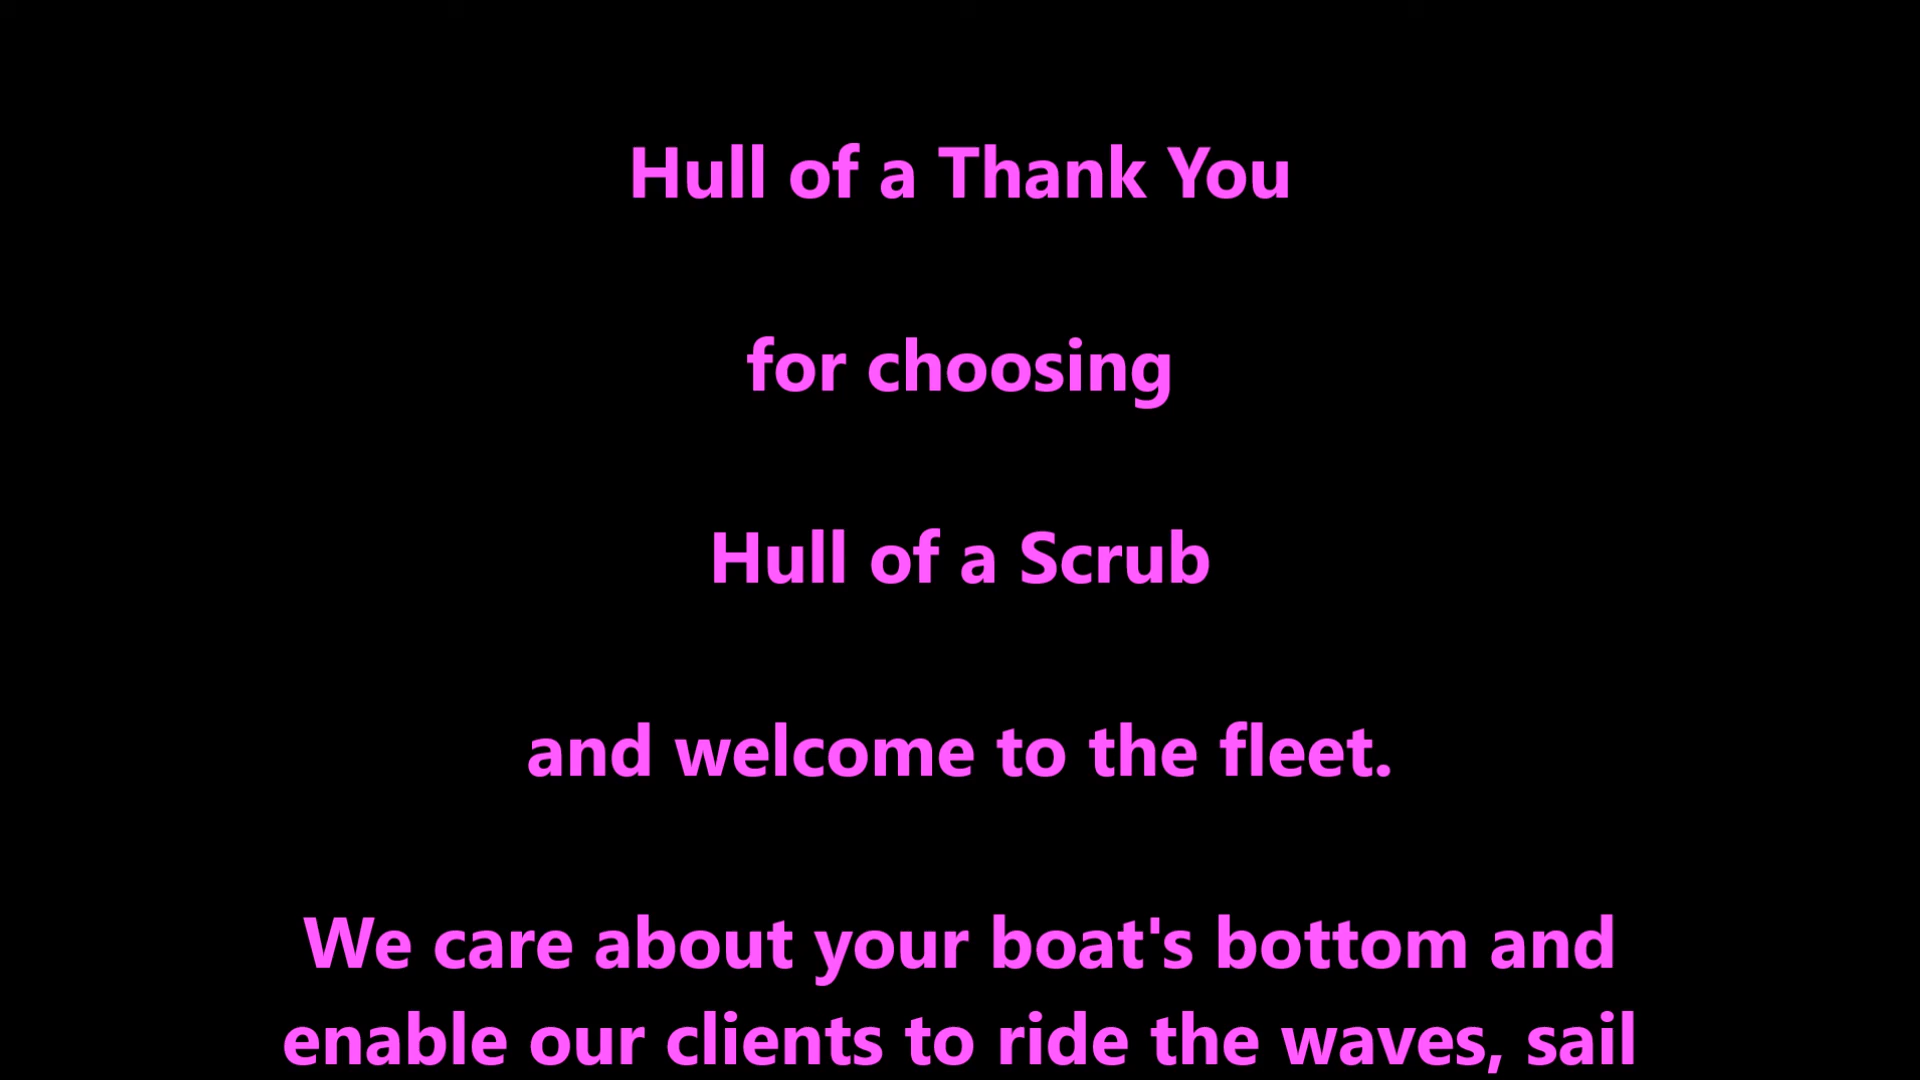 Hull of a Thank You
for choosing
Hull of a Scrub
and welcome to the fleet.
We care about your boat's bottom and
enable our clients to ride the waves, sail